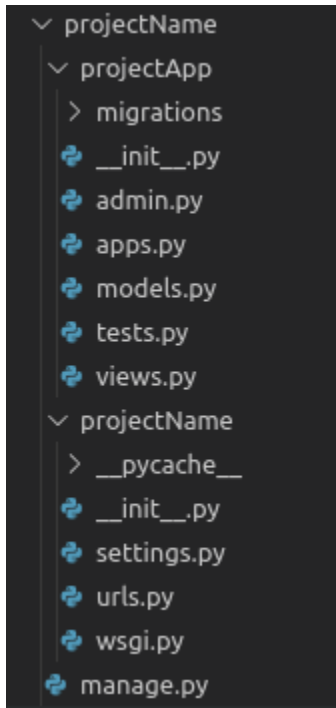 projectName
projectApp
migrations
__init__.py
admin.py
apps.py
models.py
tests.py
views.py
projectName
__pycache__
__init__.py
settings.py
urls.py
wsgi.py
manage.py